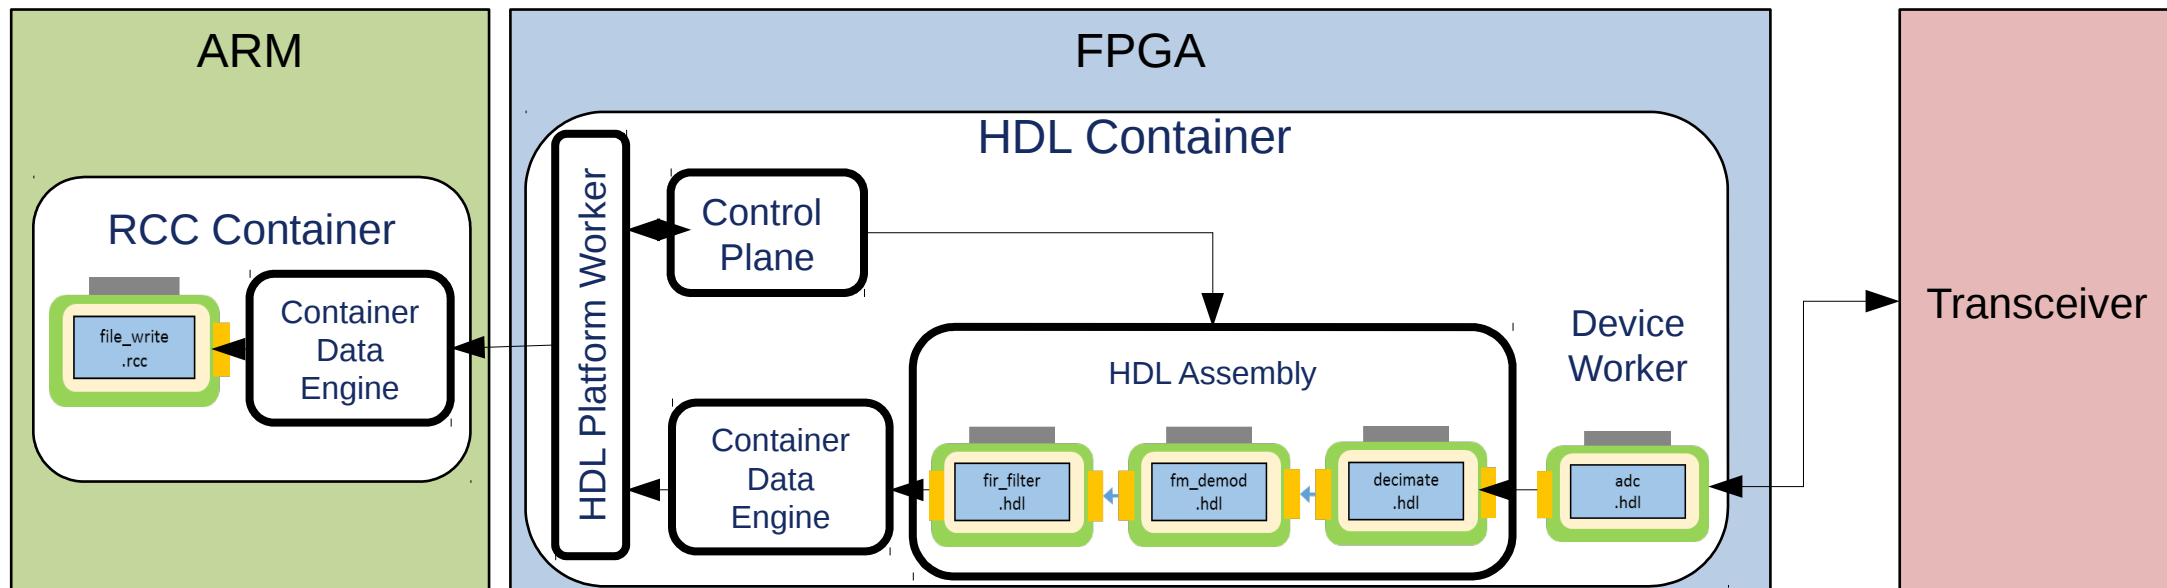 ARM
RCC Container
file_write
.rcc
Container
Data
Engine
FPGA
HDL Container
HDL Platform Worker
Control
Plane
Container
Data
Engine
HDL Assembly
fir_filter
.hdl
fm_demod
.hdl
decimate
.hdl
Device
Worker
adc
.hdl
Transceiver